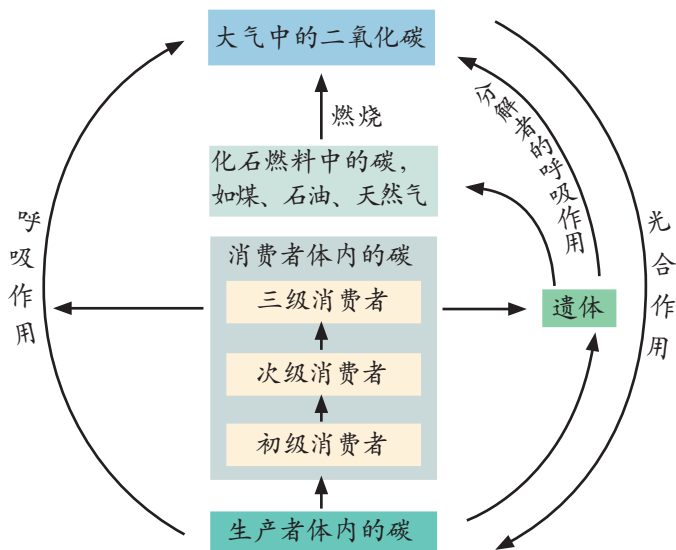 大气中的二氧化碳
燃烧
化石燃料中的碳，
如煤、石油、天然气
分解者的呼吸作用
呼吸作用
光合作用
消费者体内的碳
三级消费者
遗体
次级消费者
初级消费者
生产者体内的碳